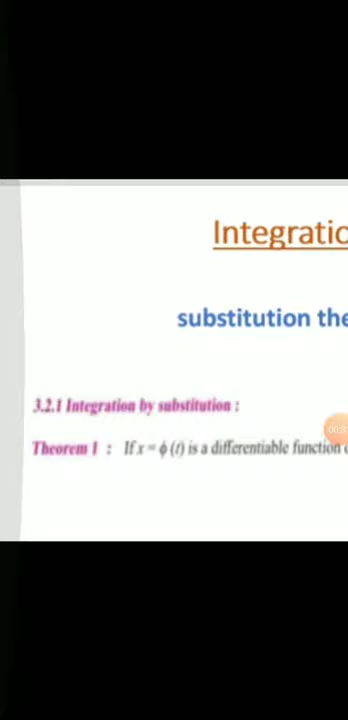 Integratio
substitution the
3.2.1 Integration by substitution :
Theorem 1 : If x = ϕ (t) is a differentiable function